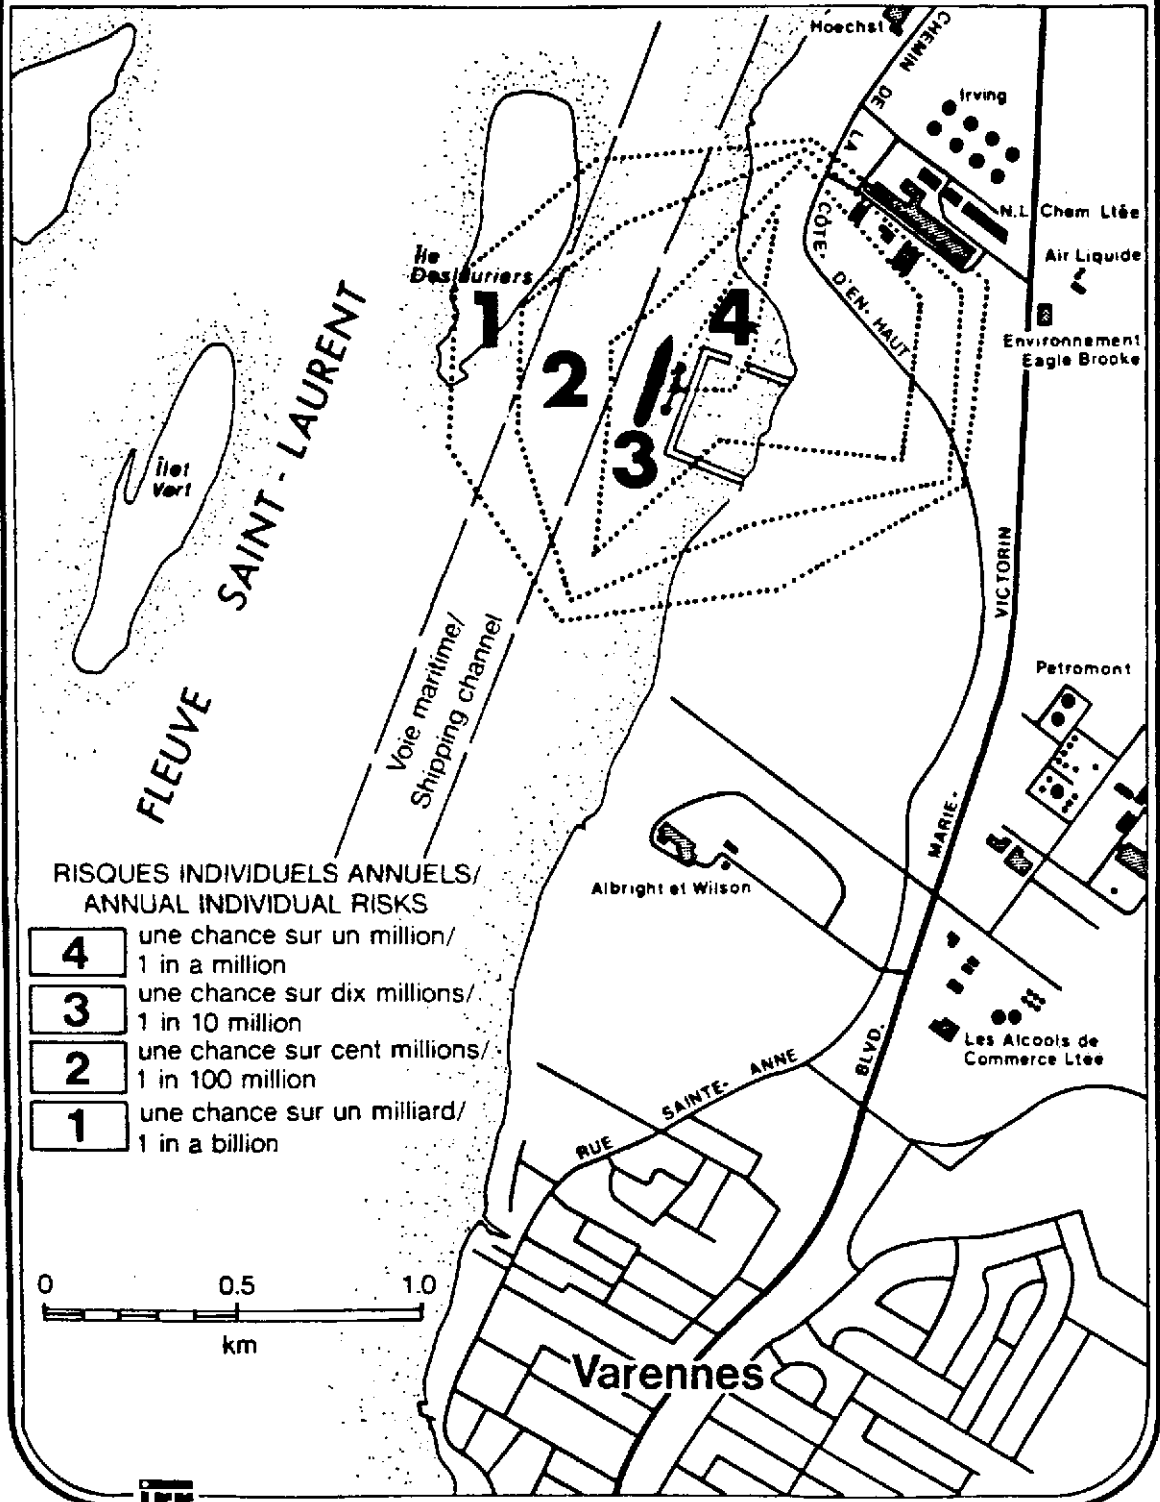 Hoechst
CHEMIN DE LA CÔTE D'EN HAUT
Irving
N.L. Chem Ltée
Air Liquide
Environnement
Eagle Brooke
Île
Deslauriers
1
2
3
4
Îlet
Vert
FLEUVE SAINT-LAURENT
Voie maritime/
Shipping channel
MARIE-VICTORIN
BLVD.
Petromont
Albright et Wilson
Les Alcools de
Commerce Ltée
RUE SAINTE-ANNE
RISQUES INDIVIDUELS ANNUELS/
ANNUAL INDIVIDUAL RISKS
4 une chance sur un million/
1 in a million
3 une chance sur dix millions/
1 in 10 million
2 une chance sur cent millions/
1 in 100 million
1 une chance sur un milliard/
1 in a billion
0 0.5 1.0
km
Varennes